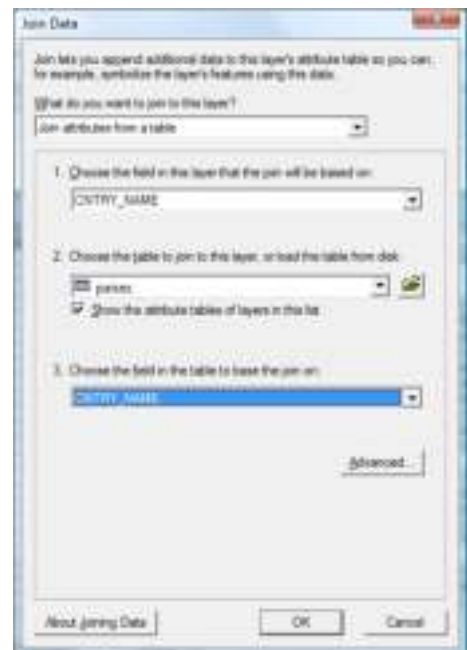 Join Data
Join lets you append additional data to this layer's attribute table so you can,
for example, symbolize the layer's features using this data.
What do you want to join to this layer?
Join attributes from a table
1. Choose the field in this layer that the join will be based on:
CNTRY_NAME
2. Choose the table to join to this layer, or load the table from disk:
Show the attribute tables of layers in this list
3. Choose the field in the table to base the join on:
CNTRY_NAME
Advanced...
About Joining Data
OK
Cancel